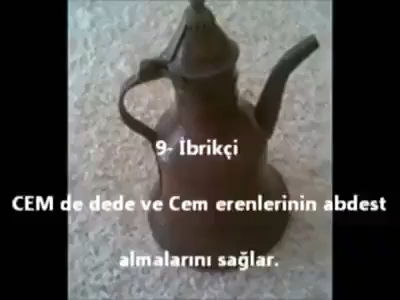 9- İbrikçi
CEM de dede ve Cem erenlerinin abdest
almalarını sağlar.